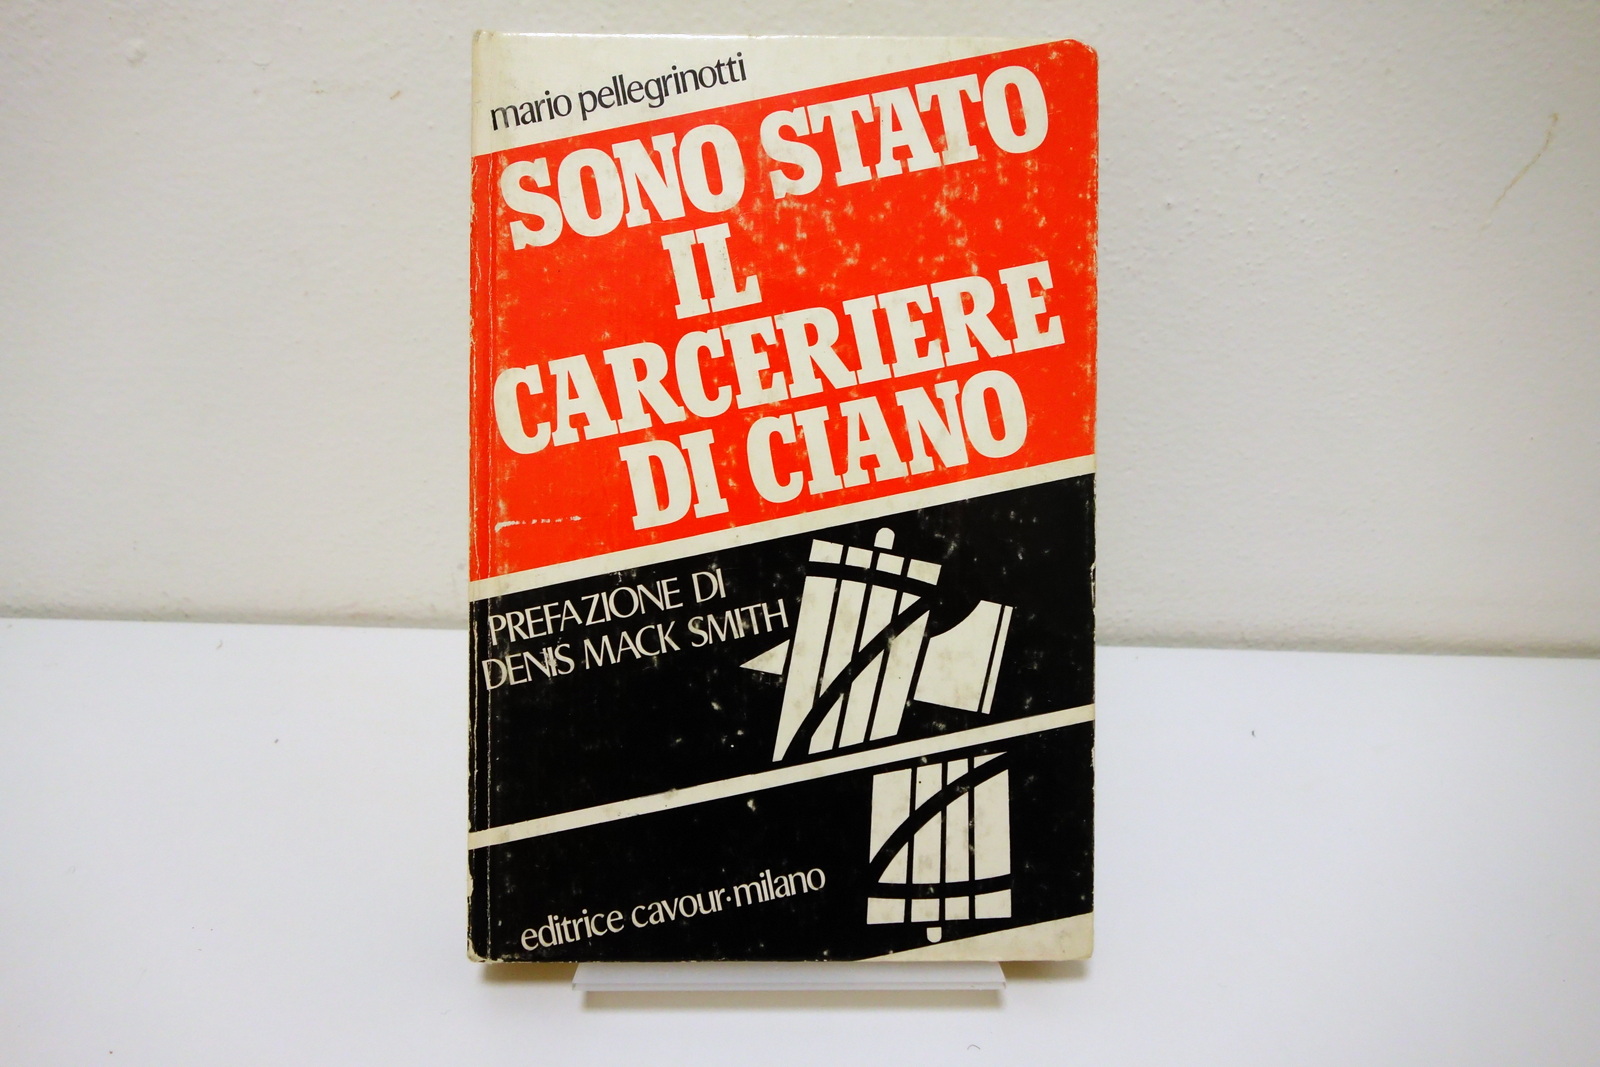 mario pellegrinotti
SONO STATO
IL
CARCERIERE
DI CIANO
PREFAZIONE DI
DENIS MACK SMITH
editrice cavour·milano